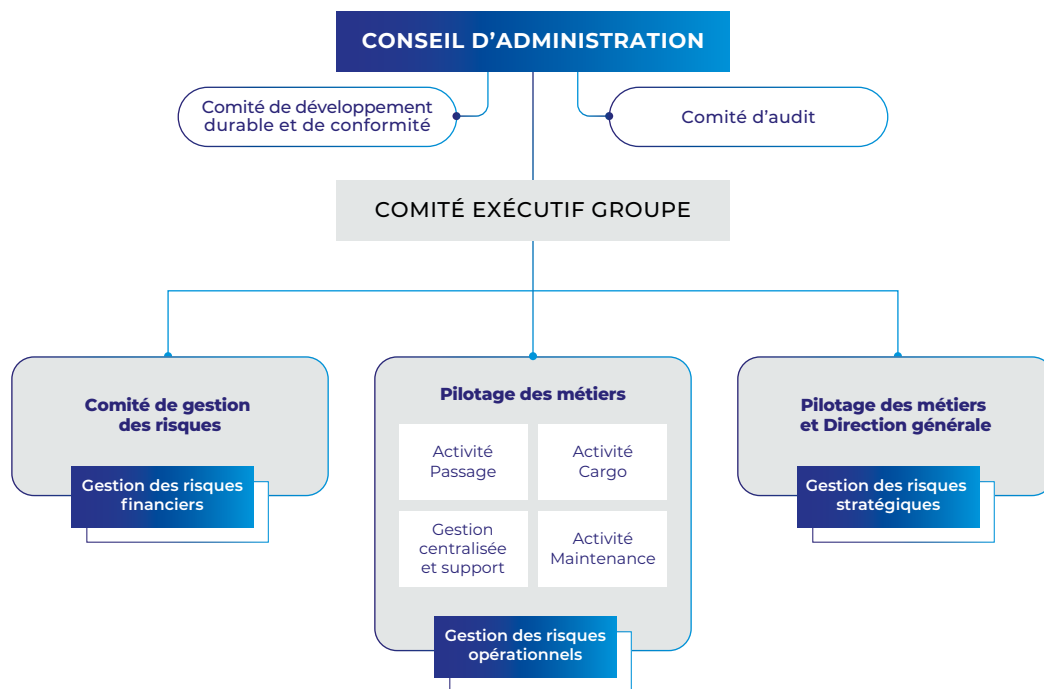 CONSEIL D’ADMINISTRATION
Comité de développement
durable et de conformité
Comité d’audit
COMITÉ EXÉCUTIF GROUPE
Comité de gestion
des risques
Gestion des risques
financiers
Pilotage des métiers
Activité
Passage
Activité
Cargo
Gestion
centralisée
et support
Activité
Maintenance
Gestion des risques
opérationnels
Pilotage des métiers
et Direction générale
Gestion des risques
stratégiques